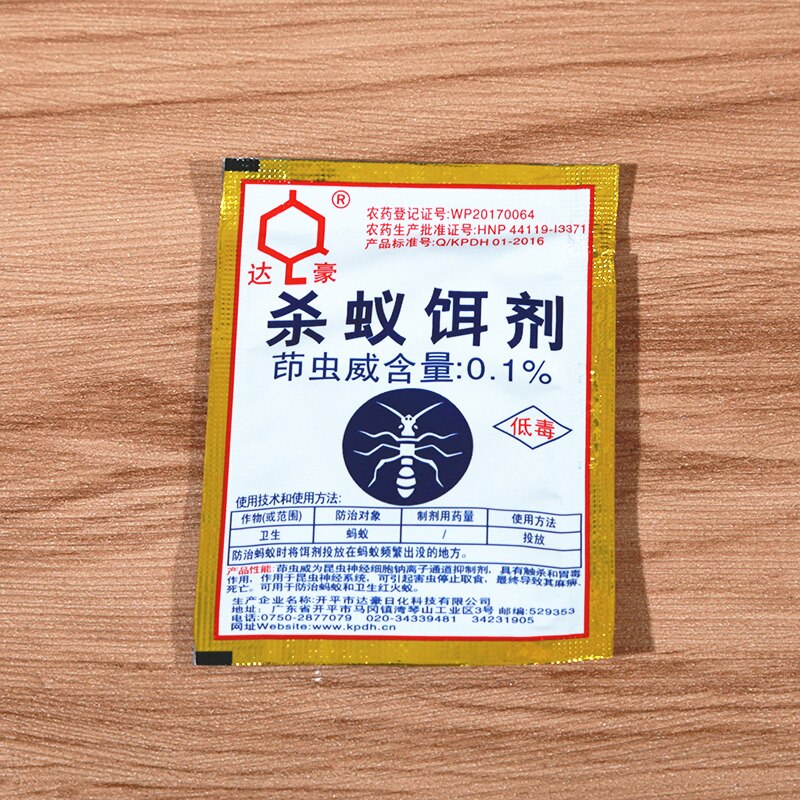 ®
达豪
农药登记证号:WP20170064
农药生产批准证号:HNP 44119-I3371
产品标准号:Q/KPDH 01-2016
杀蚁饵剂
茚虫威含量:0.1%
低毒
使用技术和使用方法:
作物(或范围) 防治对象 制剂用药量 使用方法
卫生 蚂蚁 / 投放
防治蚂蚁时将饵剂投放在蚂蚁频繁出没的地方。
产品性能: 茚虫威为昆虫神经细胞钠离子通道抑制剂,具有触杀和胃毒
作用,作用于昆虫神经系统,可引起害虫停止取食,最终导致其麻痹、
死亡。可用于防治蚂蚁和卫生红火蚁。
生产企业名称:开平市达豪日化科技有限公司
地址: 广东省开平市马冈镇湾琴山工业区3号 邮编:529353
电话:0750-2877079 020-34339481 34231905
网址Website:www.kpdh.cn